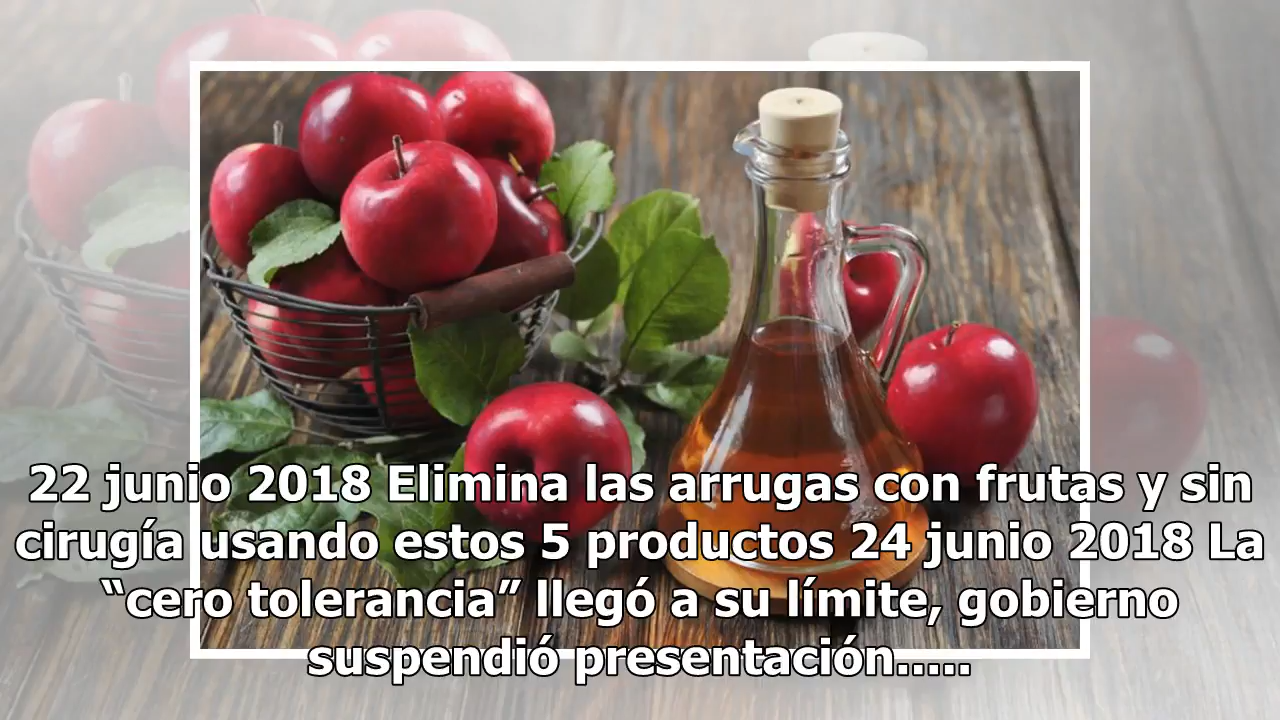 22 junio 2018 Elimina las arrugas con frutas y sin
cirugía usando estos 5 productos 24 junio 2018 La
“cero tolerancia” llegó a su límite, gobierno
suspendió presentación.....